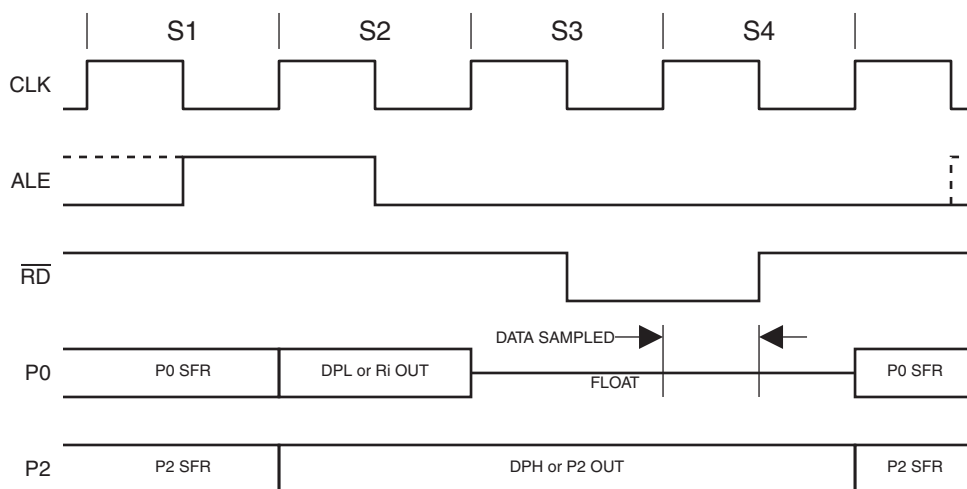 S1 S2 S3 S4
CLK
ALE
RD
DATA SAMPLED
P0 P0 SFR DPL or Ri OUT FLOAT P0 SFR
P2 P2 SFR DPH or P2 OUT P2 SFR